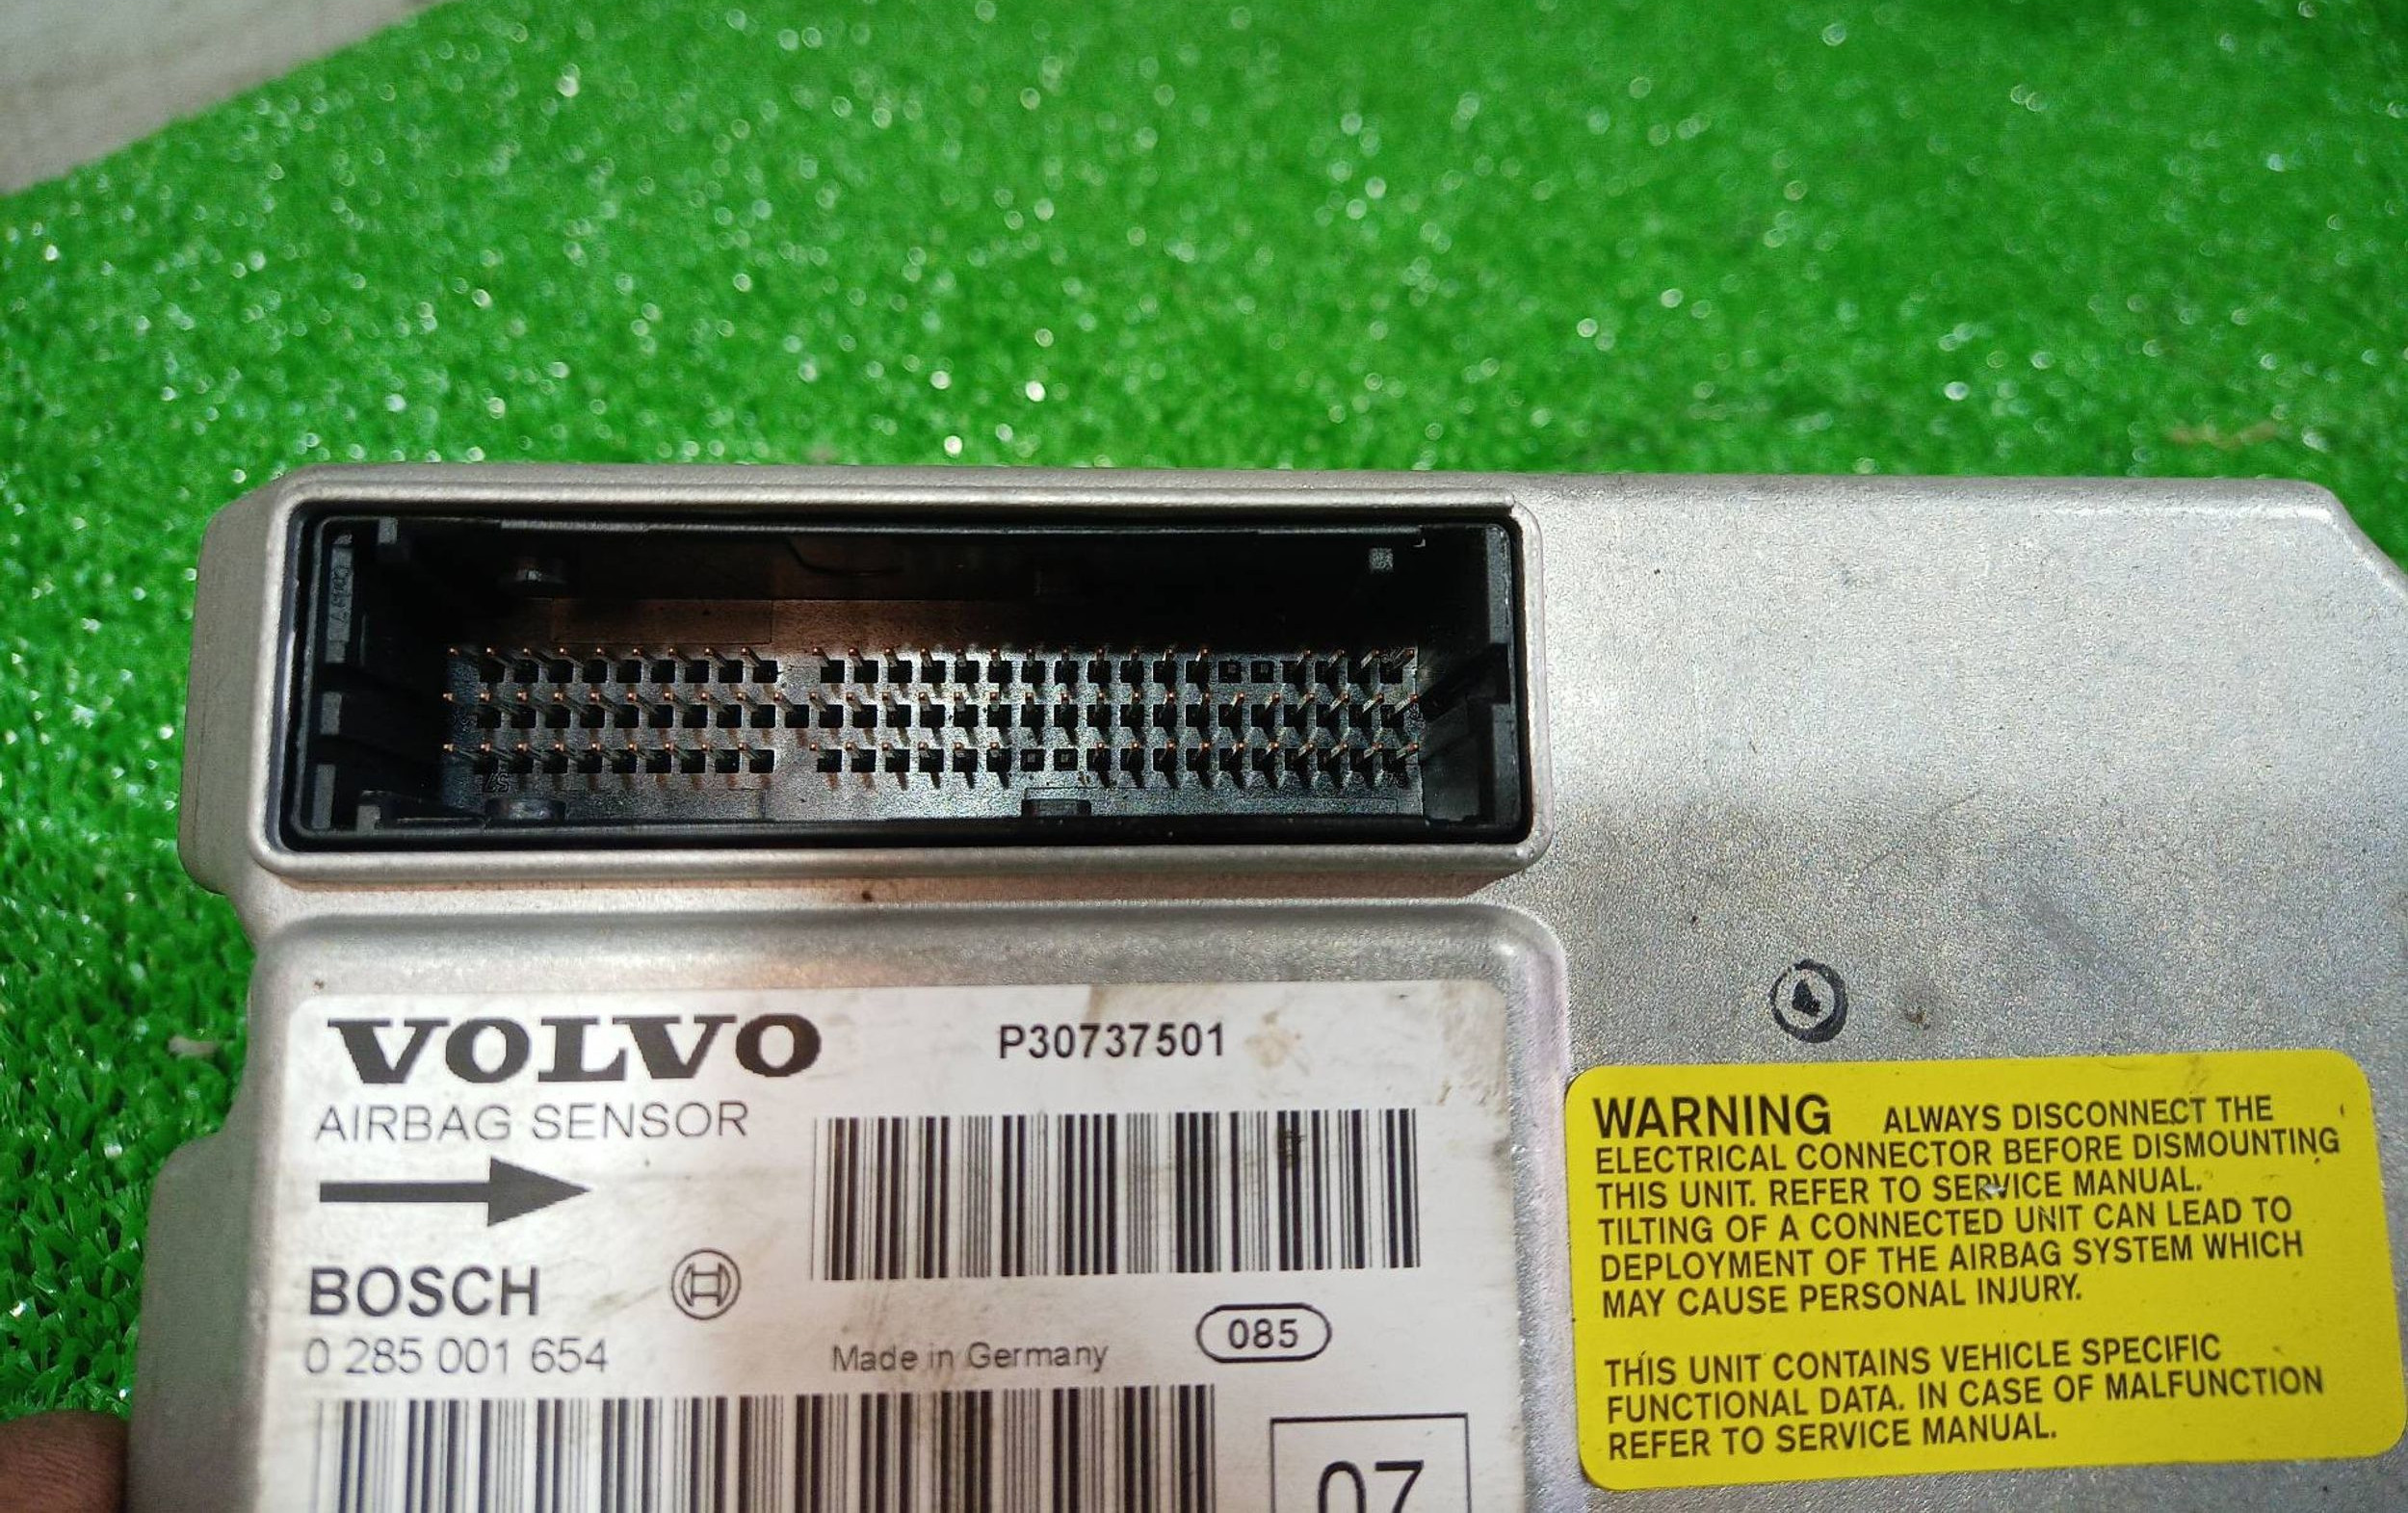 VOLVO
P30737501
AIRBAG SENSOR
BOSCH
0 285 001 654
Made in Germany
085
07
WARNING ALWAYS DISCONNECT THE
ELECTRICAL CONNECTOR BEFORE DISMOUNTING
THIS UNIT. REFER TO SERVICE MANUAL.
TILTING OF A CONNECTED UNIT CAN LEAD TO
DEPLOYMENT OF THE AIRBAG SYSTEM WHICH
MAY CAUSE PERSONAL INJURY.
THIS UNIT CONTAINS VEHICLE SPECIFIC
FUNCTIONAL DATA. IN CASE OF MALFUNCTION
REFER TO SERVICE MANUAL.